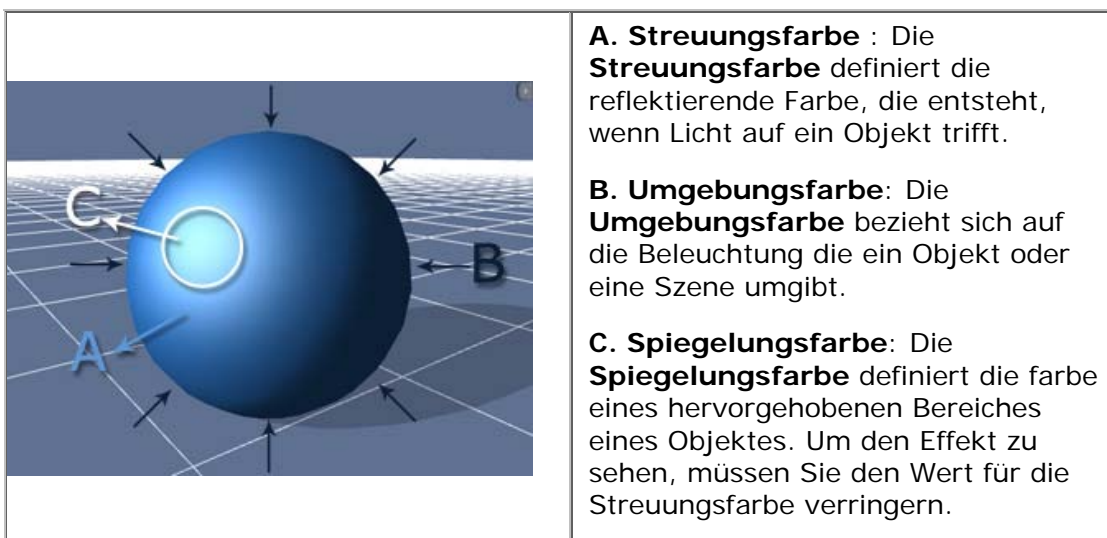 C
B
A
A. Streuungsfarbe : Die
Streuungsfarbe definiert die
reflektierende Farbe, die entsteht,
wenn Licht auf ein Objekt trifft.
B. Umgebungsfarbe: Die
Umgebungsfarbe bezieht sich auf
die Beleuchtung die ein Objekt oder
eine Szene umgibt.
C. Spiegelungsfarbe: Die
Spiegelungsfarbe definiert die farbe
eines hervorgehobenen Bereiches
eines Objektes. Um den Effekt zu
sehen, müssen Sie den Wert für die
Streuungsfarbe verringern.